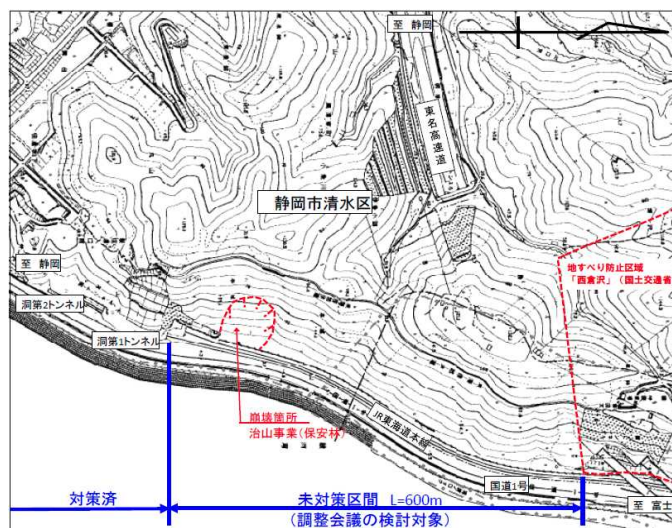 至 静岡
東名高速道
静岡市清水区
至 静岡
洞第2トンネル
洞第1トンネル
地すべり防止区域
「西倉沢」(国土交通省
崩壊箇所
治山事業(保安林)
JR東海道本線
国道1号
至 富士
対策済
未対策区間 L=600m
(調整会議の検討対象)